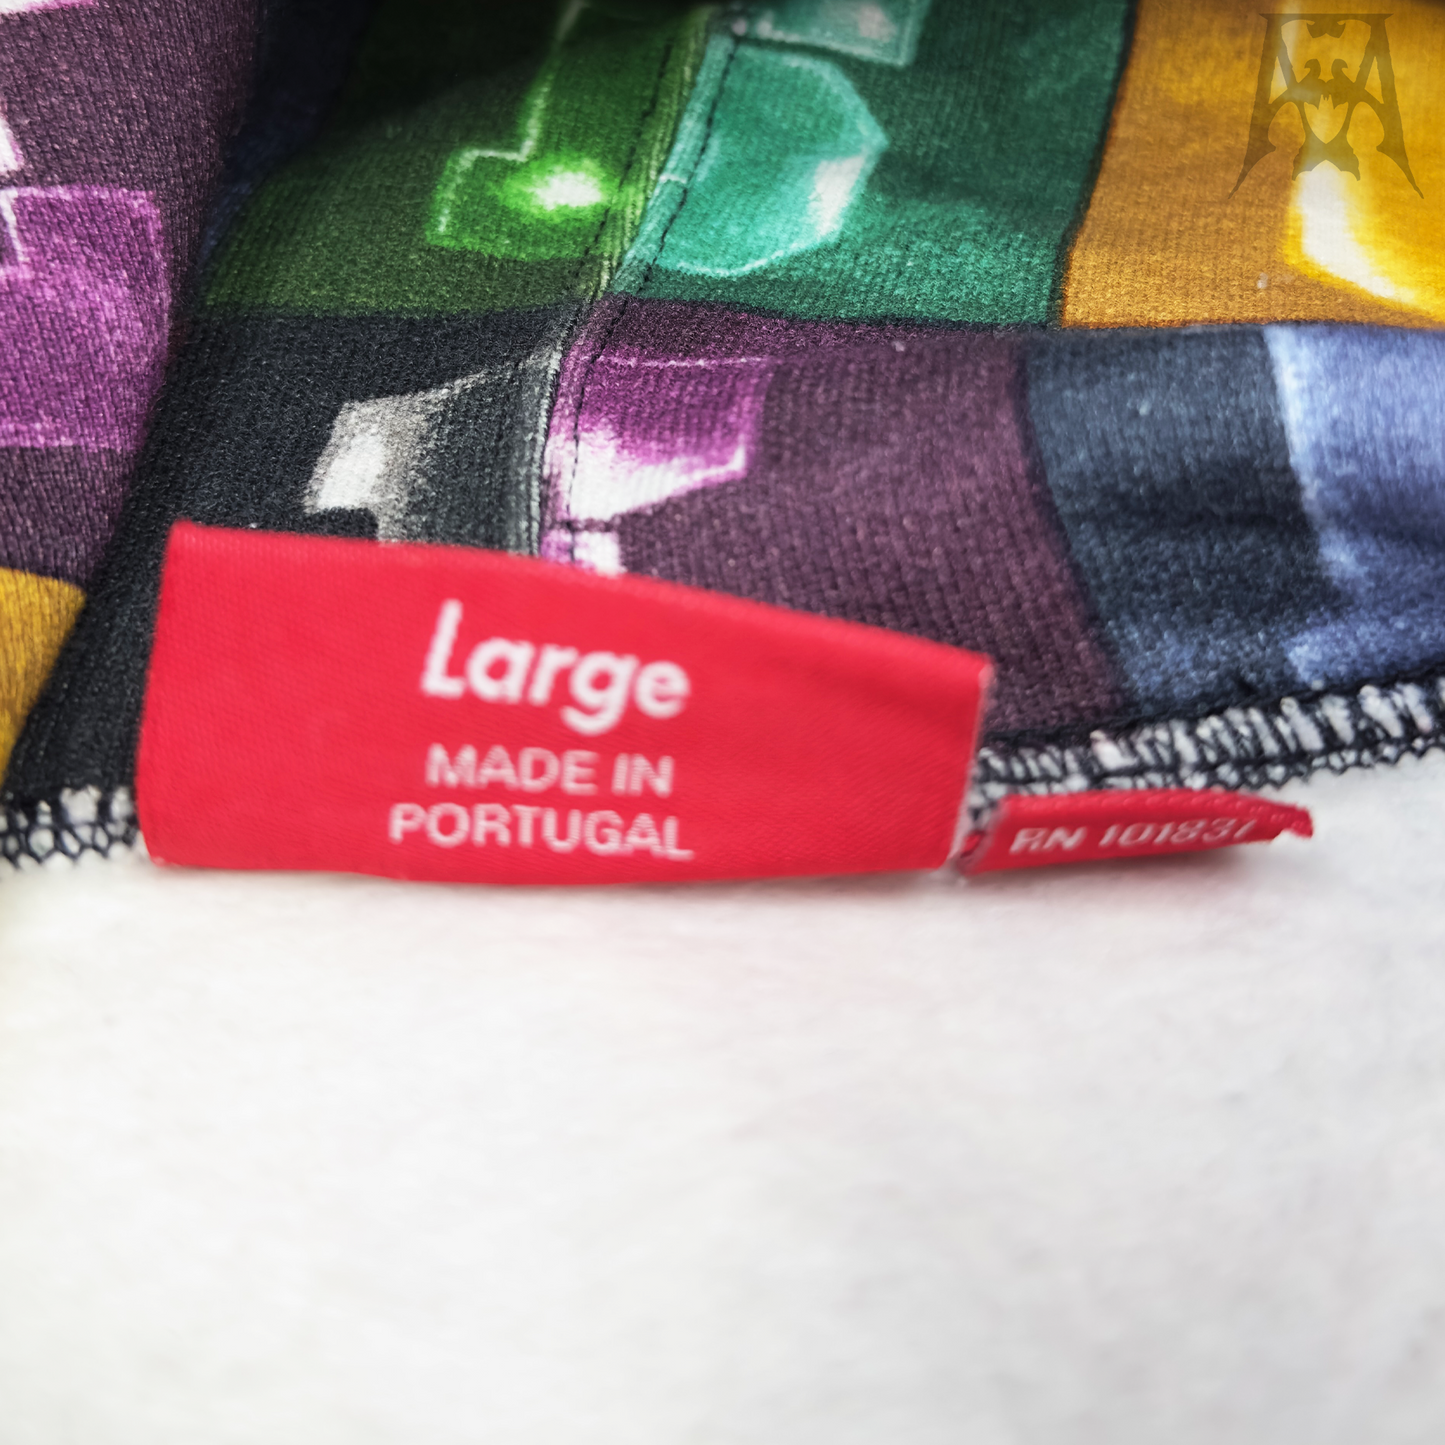 Large
MADE IN
PORTUGAL
RN 101837